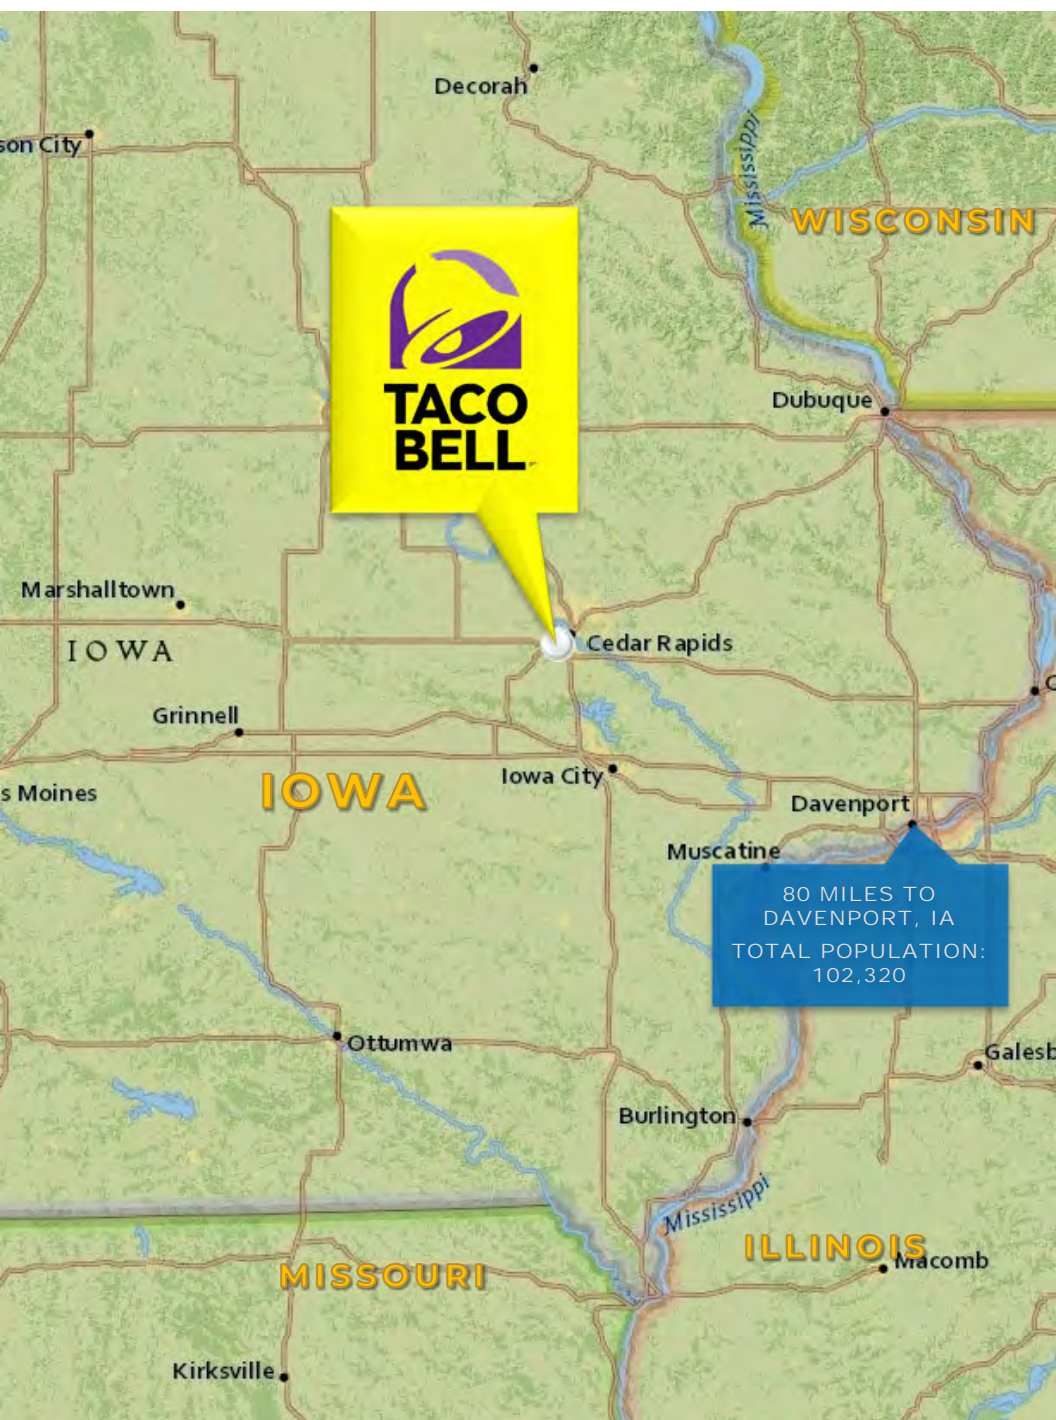 Decorah
son City
Mississippi
WISCONSIN
TACO
BELL
Dubuque
Marshalltown
IOWA
Cedar Rapids
C
Grinnell
IOWA
Iowa City
s Moines
Davenport
Muscatine
80 MILES TO
DAVENPORT, IA
TOTAL POPULATION:
102,320
Ottumwa
Galesb
Burlington
Mississippi
ILLINOIS
Macomb
MISSOURI
Kirksville